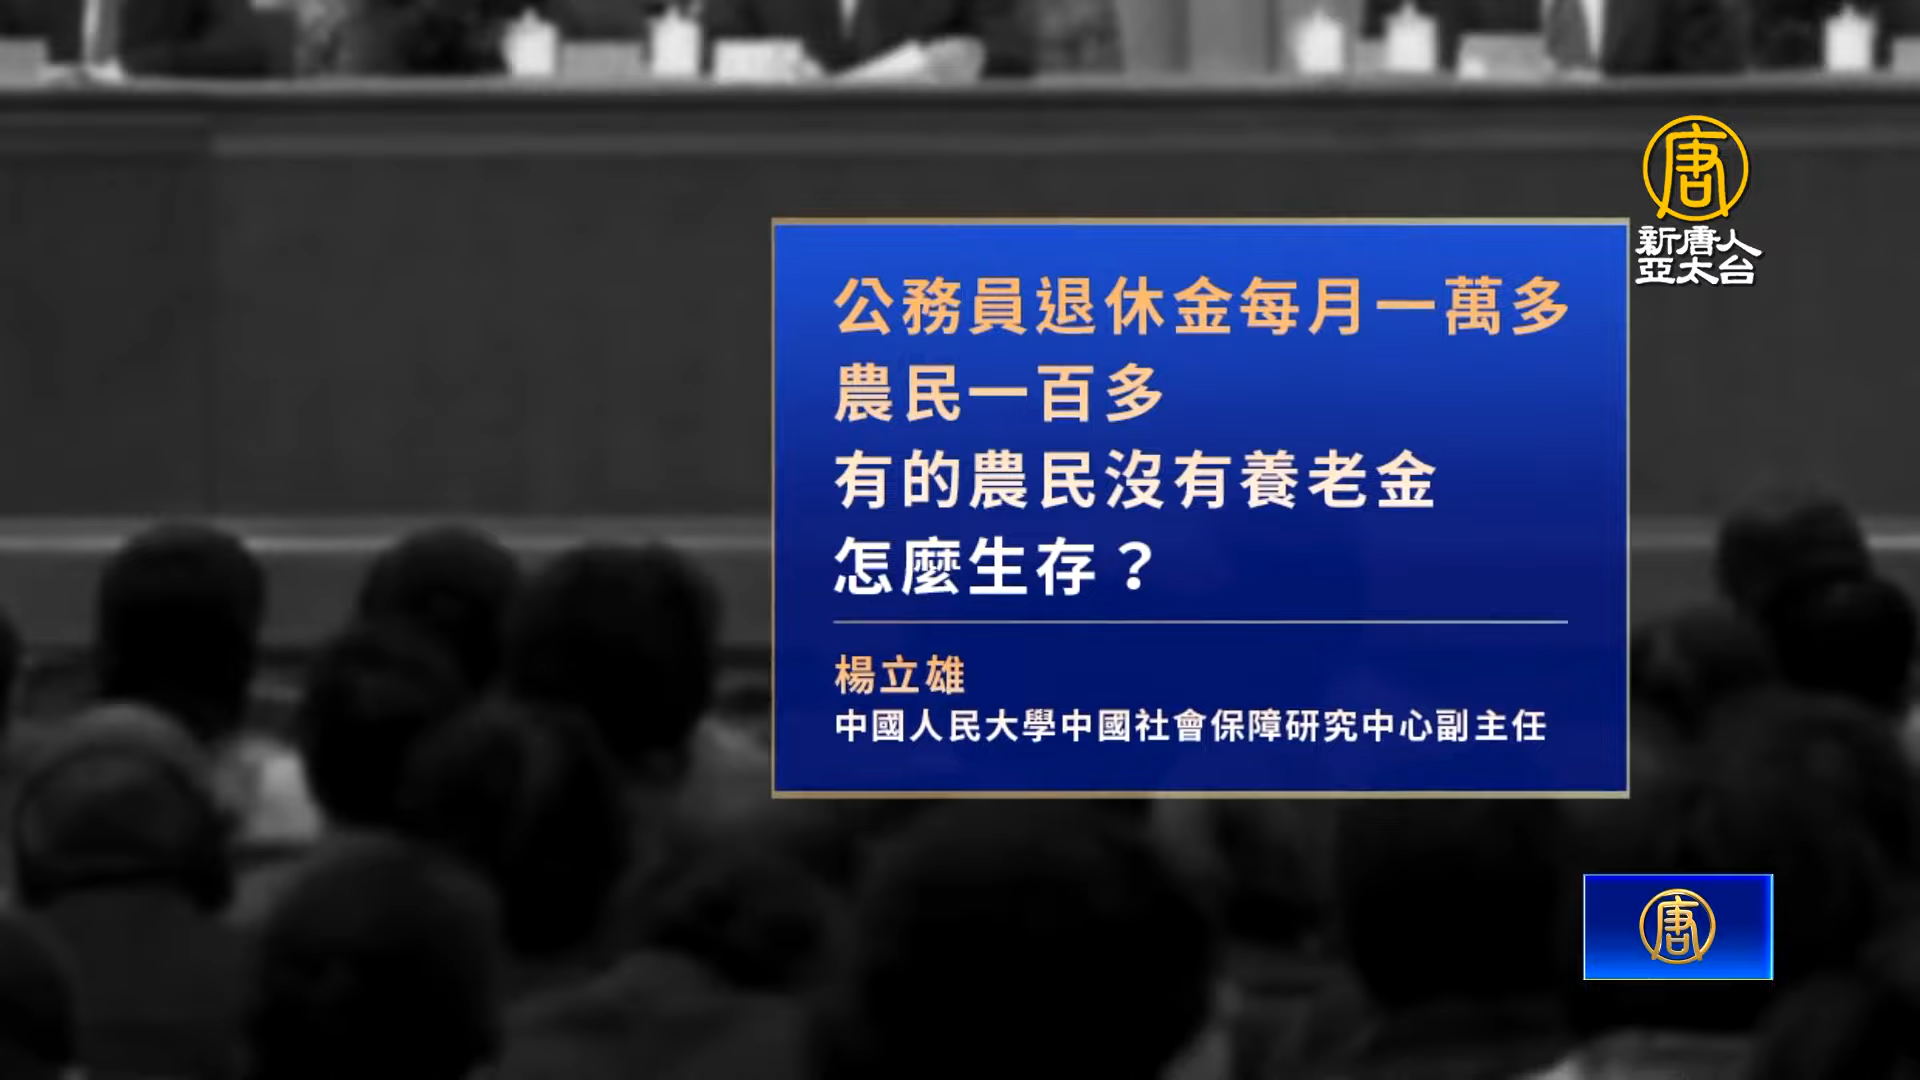 唐
新唐人
亞太台
公務員退休金每月一萬多
農民一百多
有的農民沒有養老金
怎麼生存？
楊立雄
中國人民大學中國社會保障研究中心副主任
唐